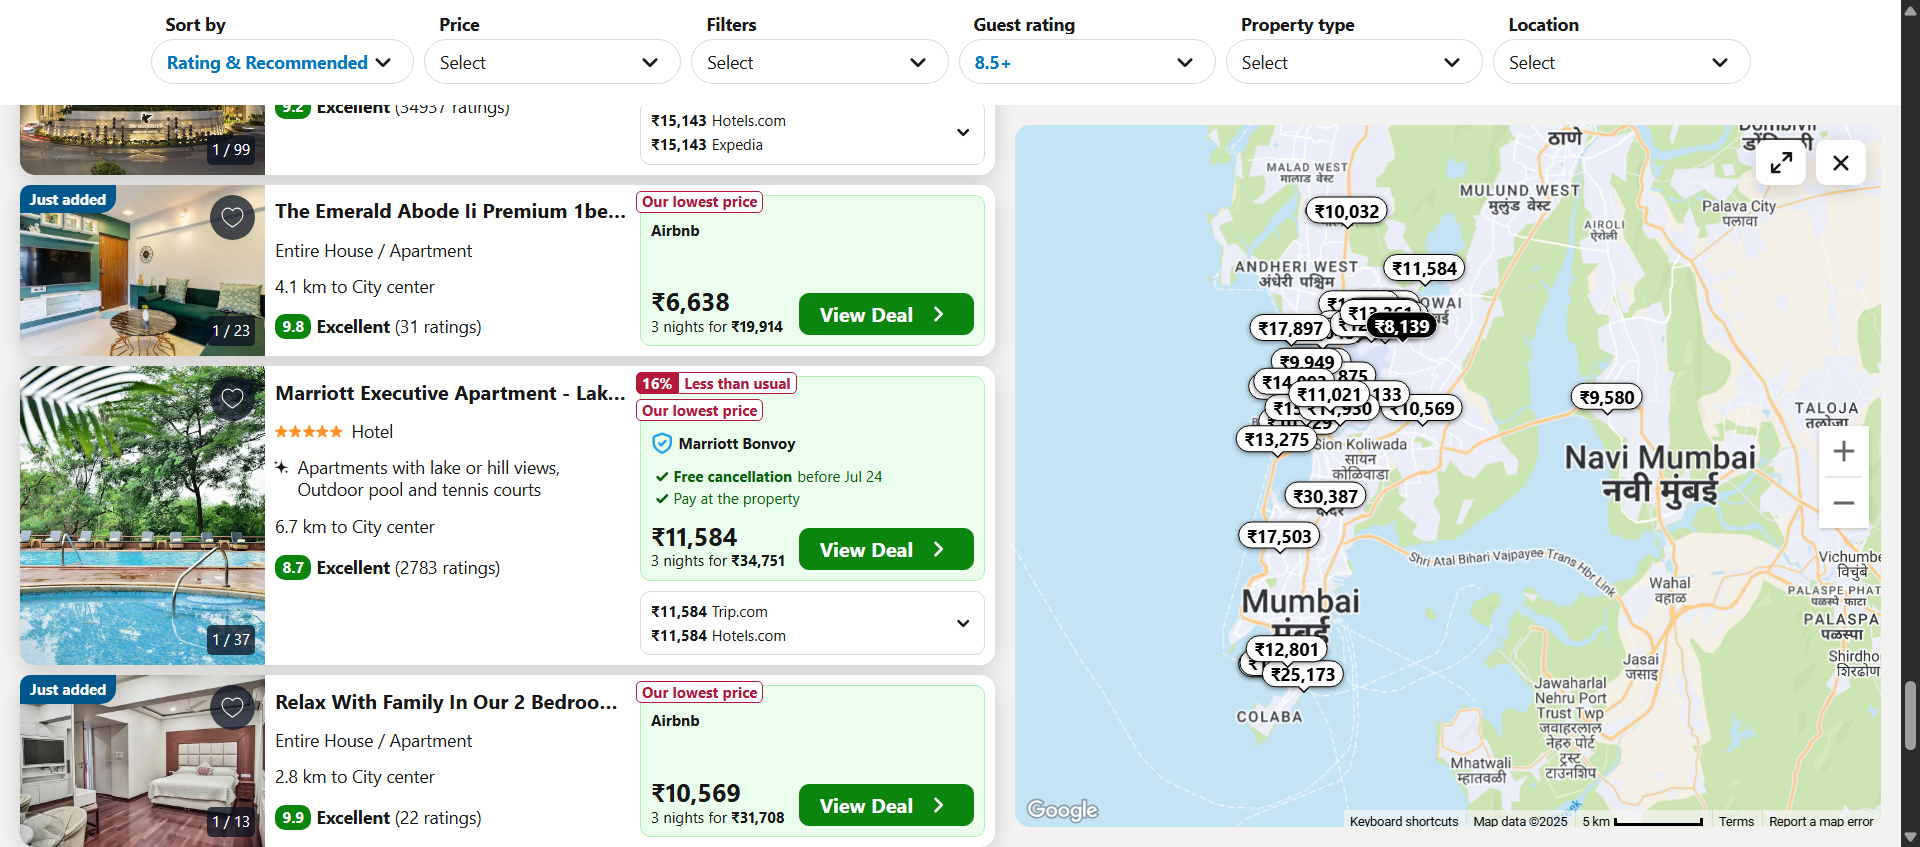 Sort by
Rating & Recommended
Price
Select
Filters
Select
Guest rating
8.5+
Property type
Select
Location
Select
9.2 Excellent (34937 ratings)
1 / 99
₹15,143 Hotels.com
₹15,143 Expedia
Just added
1 / 23
The Emerald Abode Ii Premium 1be...
Entire House / Apartment
4.1 km to City center
9.8 Excellent (31 ratings)
Our lowest price
Airbnb
₹6,638
3 nights for ₹19,914
View Deal
1 / 37
Marriott Executive Apartment - Lak...
Hotel
Apartments with lake or hill views,
Outdoor pool and tennis courts
6.7 km to City center
8.7 Excellent (2783 ratings)
16% Less than usual
Our lowest price
Marriott Bonvoy
Free cancellation before Jul 24
Pay at the property
₹11,584
3 nights for ₹34,751
View Deal
₹11,584 Trip.com
₹11,584 Hotels.com
Just added
1 / 13
Relax With Family In Our 2 Bedroo...
Entire House / Apartment
2.8 km to City center
9.9 Excellent (22 ratings)
Our lowest price
Airbnb
₹10,569
3 nights for ₹31,708
View Deal
ठाणे
MALAD WEST
मालाड वेस्ट
MULUND WEST
मुलुंड वेस्ट
Palava City
पलावा
₹10,032
AIROLI
ऐरोली
ANDHERI WEST
अंधेरी पश्चिम
₹11,584
₹17,897
₹8,139
₹9,949
₹11,021
₹10,569
₹9,580
TALOJA
तलोजा
₹13,275
Sion Koliwada
सायन
कोळिवाडा
Navi Mumbai
नवी मुंबई
₹30,387
₹17,503
Shri Atal Bihari Vajpayee Trans Hbr Link
Wahal
वहाळ
Mumbai
मुंबई
₹12,801
₹25,173
COLABA
Jasai
जसाई
Jawaharlal
Nehru Port
Trust Twp
जवाहरलाल
नेहरु पोर्ट
ट्रस्ट
टाउनशिप
Mhatwali
म्हातवळी
पळस्पे फाटा
पळस्पा
Google
Keyboard shortcuts
Map data ©2025
5 km
Terms
Report a map error